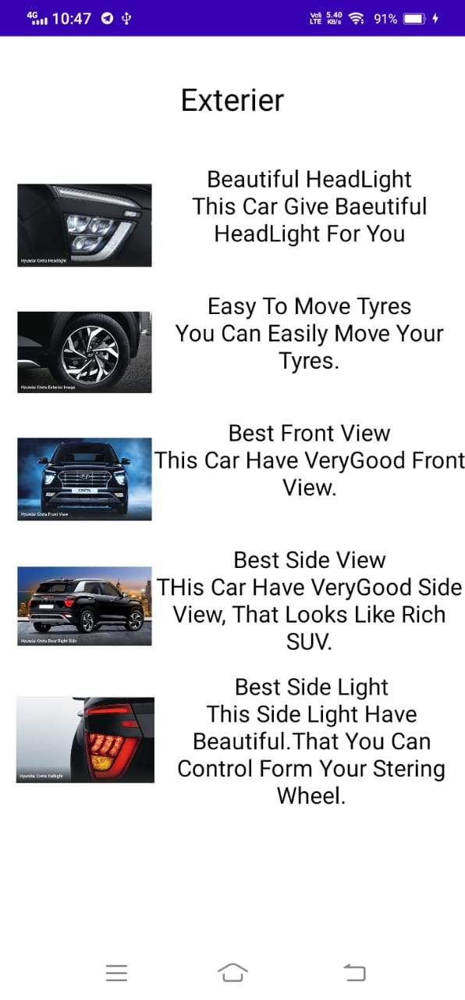 4G 10:47 VoLTE 5.40 KB/s 91%
Exterier
Beautiful HeadLight
This Car Give Baeutiful
HeadLight For You
Hyundai Creta Headlight
Easy To Move Tyres
You Can Easily Move Your
Tyres.
Hyundai Creta Exterior Image
Best Front View
This Car Have VeryGood Front
View.
CRETA
Hyundai Creta Front View
Best Side View
THis Car Have VeryGood Side
View, That Looks Like Rich
SUV.
Hyundai Creta Rear Right Side
Best Side Light
This Side Light Have
Beautiful.That You Can
Control Form Your Stering
Wheel.
Hyundai Creta Taillight